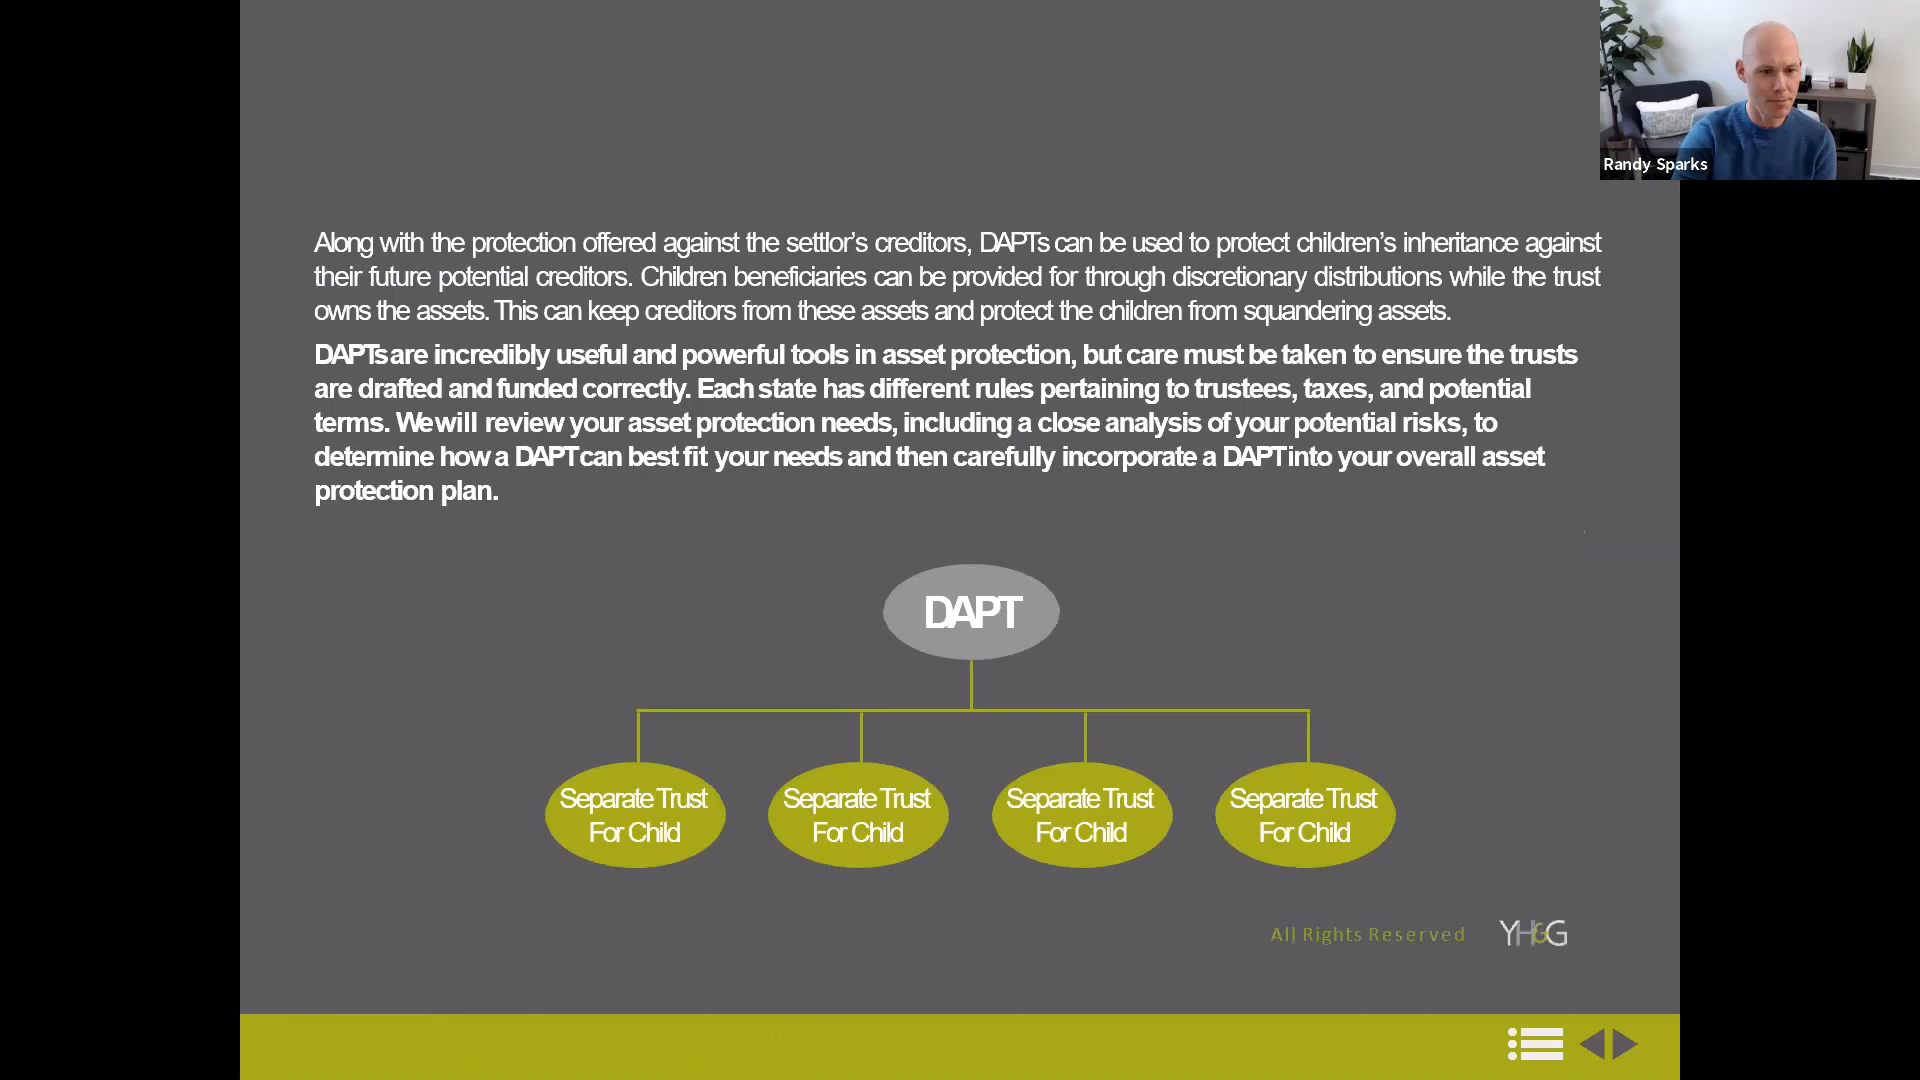 Randy Sparks
Along with the protection offered against the settlor’s creditors, DAPTs can be used to protect children’s inheritance against
their future potential creditors. Children beneficiaries can be provided for through discretionary distributions while the trust
owns the assets. This can keep creditors from these assets and protect the children from squandering assets.
DAPTs are incredibly useful and powerful tools in asset protection, but care must be taken to ensure the trusts
are drafted and funded correctly. Each state has different rules pertaining to trustees, taxes, and potential
terms. We will review your asset protection needs, including a close analysis of your potential risks, to
determine how a DAPT can best fit your needs and then carefully incorporate a DAPT into your overall asset
protection plan.
DAPT
Separate Trust
For Child
Separate Trust
For Child
Separate Trust
For Child
Separate Trust
For Child
All Rights Reserved
YH&G